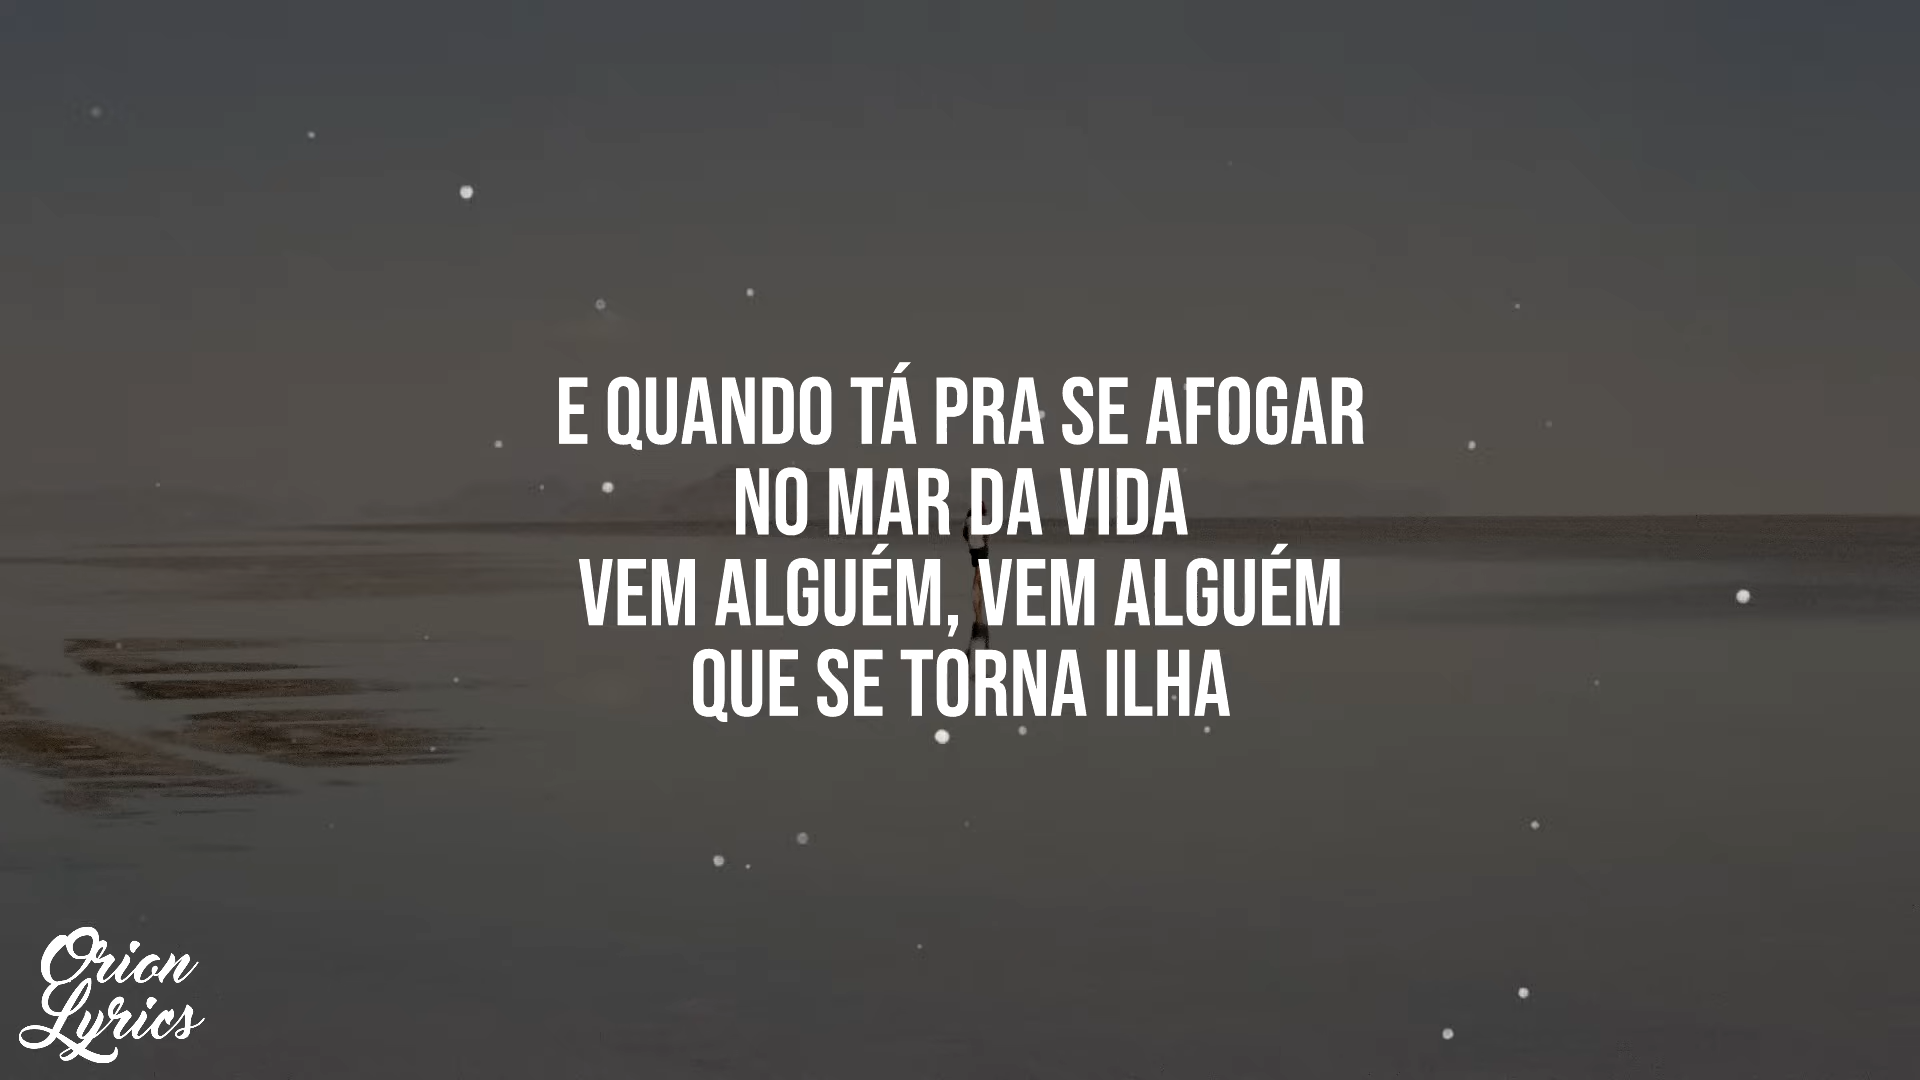 E QUANDO TÁ PRA SE AFOGAR
NO MAR DA VIDA
VEM ALGUÉM, VEM ALGUÉM
QUE SE TORNA ILHA
Orion
Lyrics